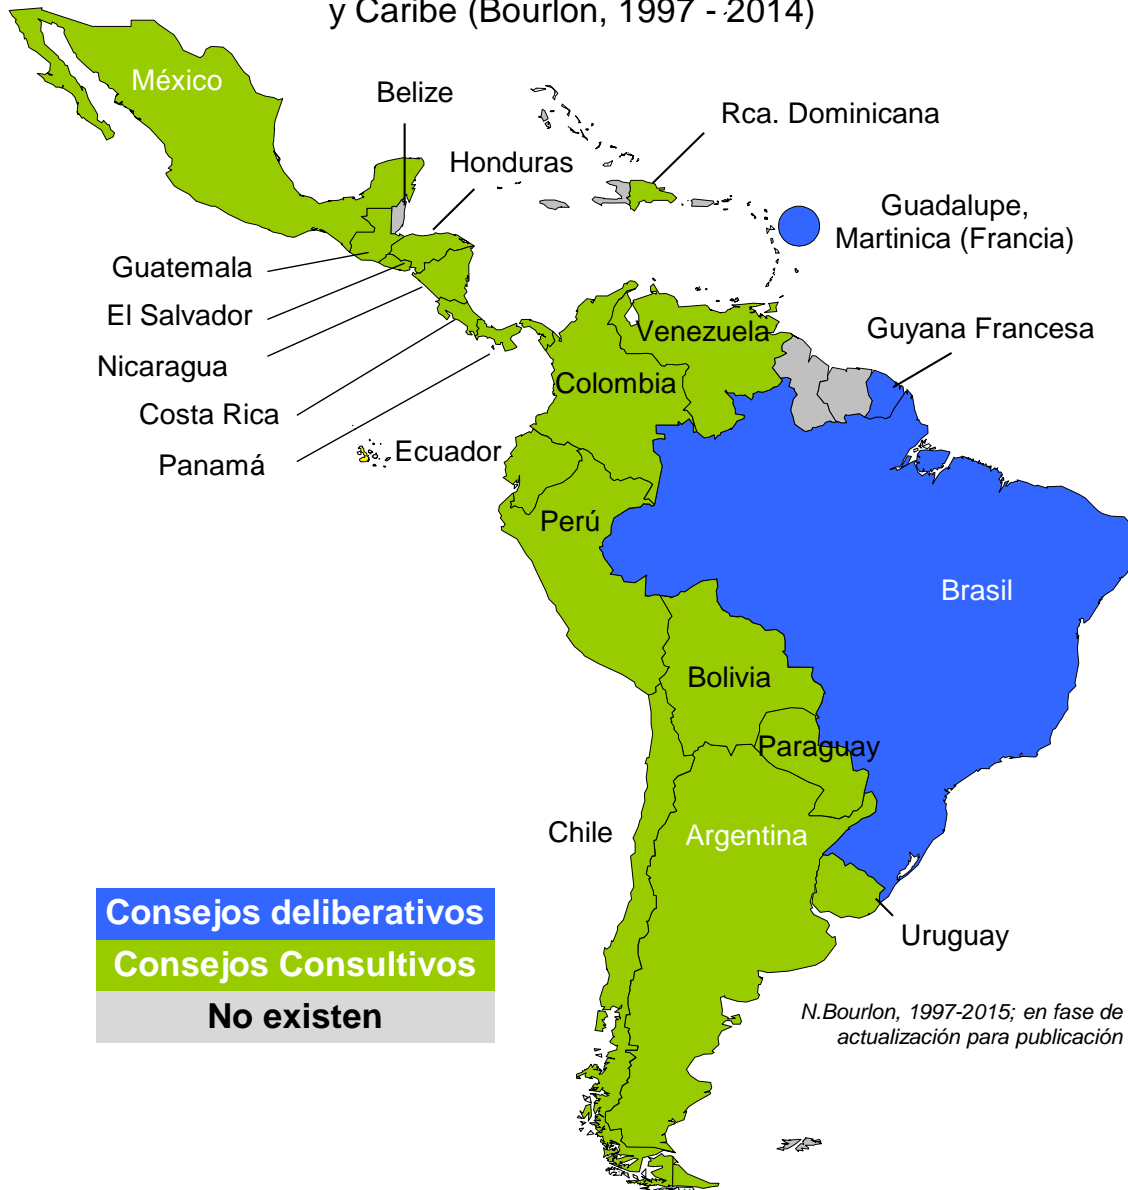 y Caribe (Bourlon, 1997 - 2014)
México
Belize
Rca. Dominicana
Honduras
Guadalupe,
Martinica (Francia)
Guatemala
El Salvador
Nicaragua
Costa Rica
Panamá
Venezuela
Guyana Francesa
Colombia
Ecuador
Perú
Brasil
Bolivia
Paraguay
Chile
Argentina
Uruguay
Consejos deliberativos
Consejos Consultivos
No existen
N.Bourlon, 1997-2015; en fase de
actualización para publicación